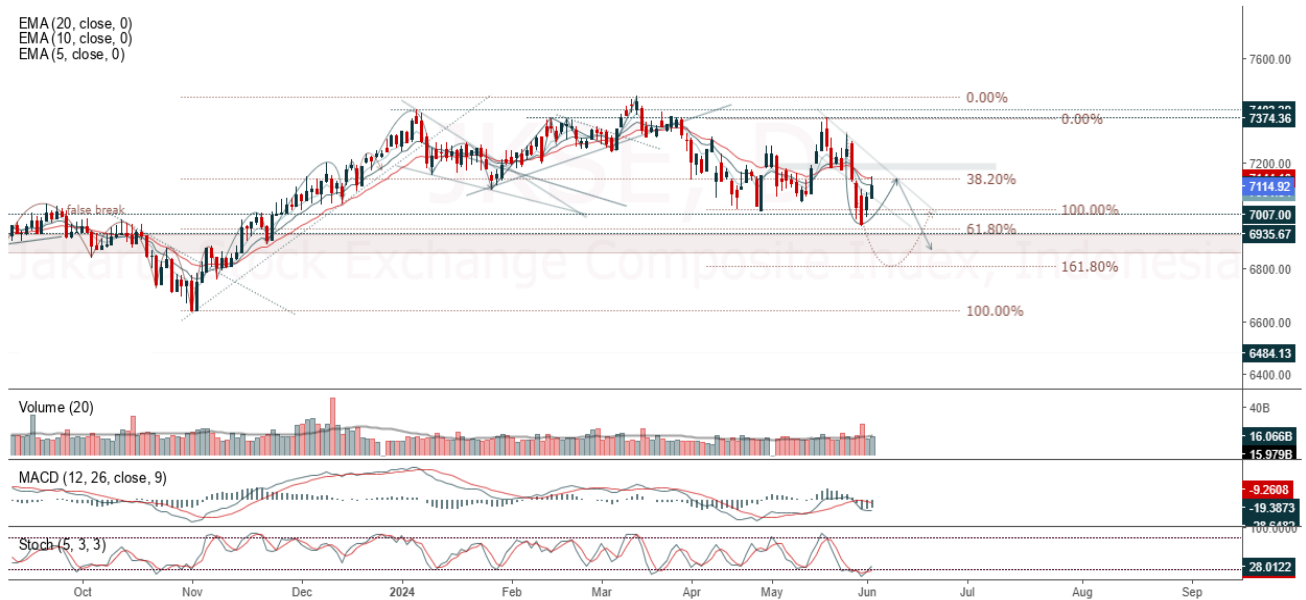 EMA (20, close, 0)
EMA (10, close, 0)
EMA (5, close, 0)
7600.00
0.00%
0.00%
7374.36
7200.00
38.20%
7114.92
false break
100.00%
7007.00
61.80%
6935.67
Jakarta Stock Exchange Composite Index, Indonesia
161.80%
6800.00
100.00%
6600.00
6484.13
6400.00
Volume (20)
40B
16.066B
15.979B
MACD (12, 26, close, 9)
-9.2608
-19.3873
100.0000
Stoch (5, 3, 3)
28.0122
Oct Nov Dec 2024 Feb Mar Apr May Jun Jul Aug Sep